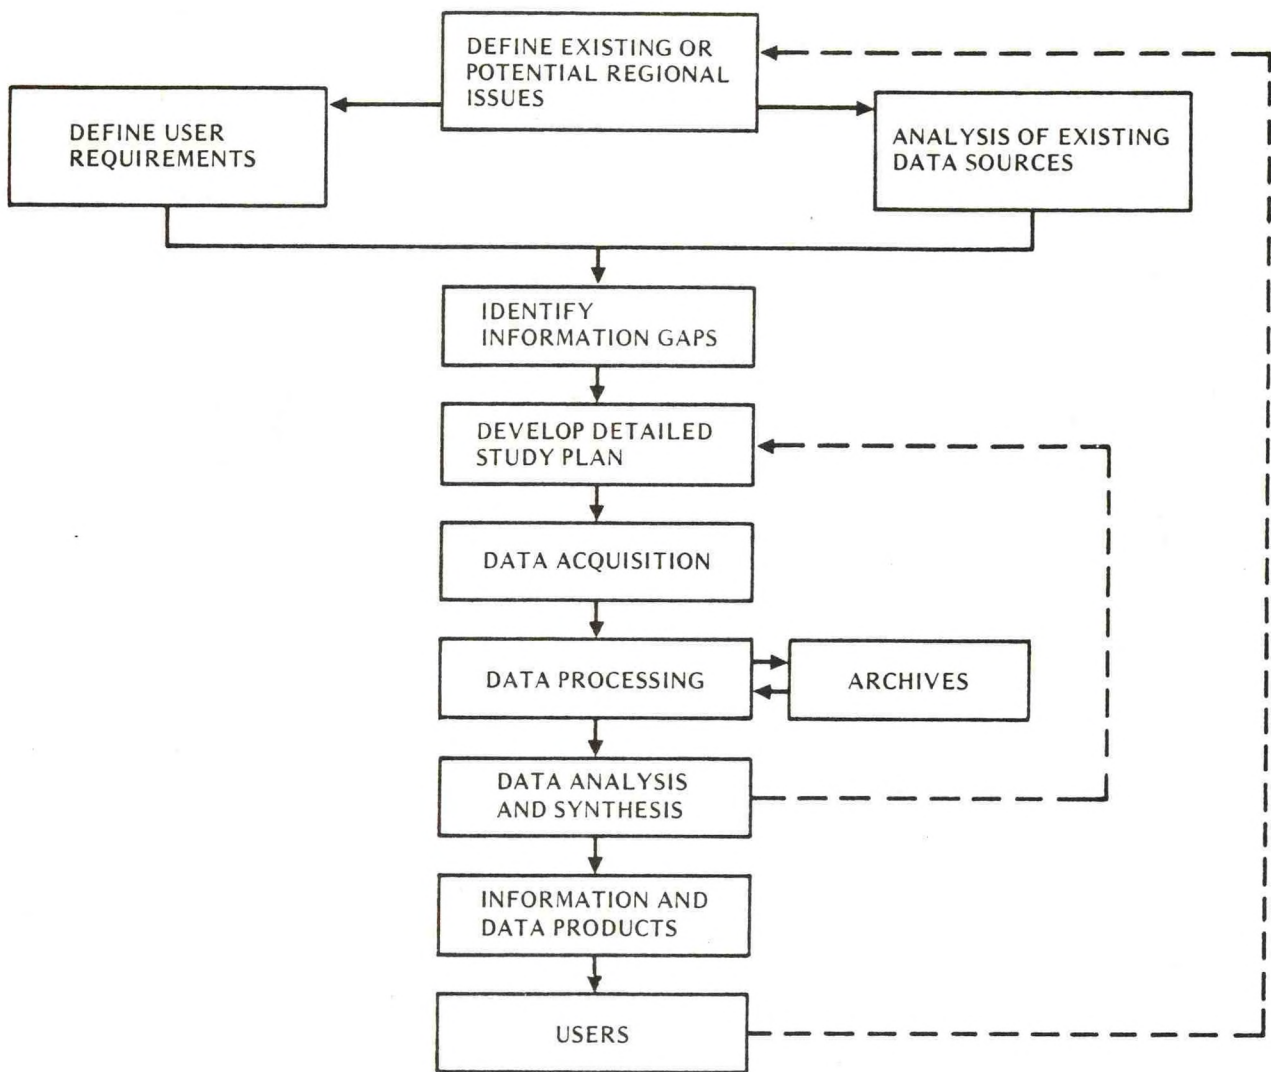 DEFINE EXISTING OR
POTENTIAL REGIONAL
ISSUES
DEFINE USER
REQUIREMENTS
ANALYSIS OF EXISTING
DATA SOURCES
IDENTIFY
INFORMATION GAPS
DEVELOP DETAILED
STUDY PLAN
DATA ACQUISITION
DATA PROCESSING
ARCHIVES
DATA ANALYSIS
AND SYNTHESIS
INFORMATION AND
DATA PRODUCTS
USERS